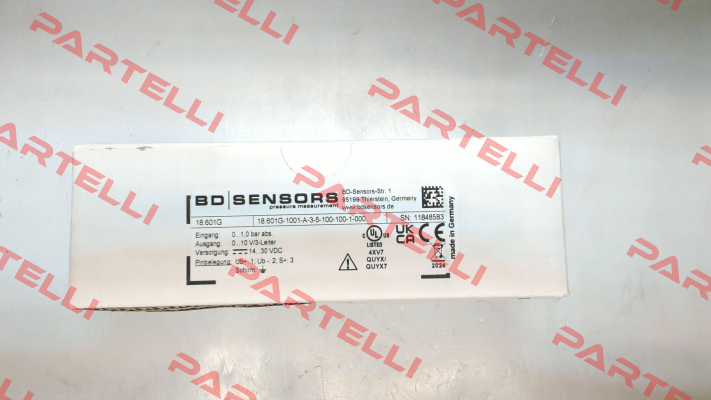 BD|SENSORS
pressure measurement
BD-Sensors-Str. 1
95199 Thierstein, Germany
www.bdsensors.de
18.601G 18.601G-1001-A-3-5-100-100-1-000 SN: 11848583
Eingang: 0...1,0 bar abs.
Ausgang: 0...10 V/3-Leiter
Versorgung: 14...30 VDC
Pinbelegung: UB+: 1; Ub -: 2; S+: 3
Schirm:
c UL US
LISTED
4XV7
QUYX/
QUYX7
UK
CA
CE
2024
made in Germany
PARTELLI
PARTELLI
PARTELLI
PARTELLI
PARTELLI
PARTELLI
PARTELLI
PARTELLI
PARTELLI